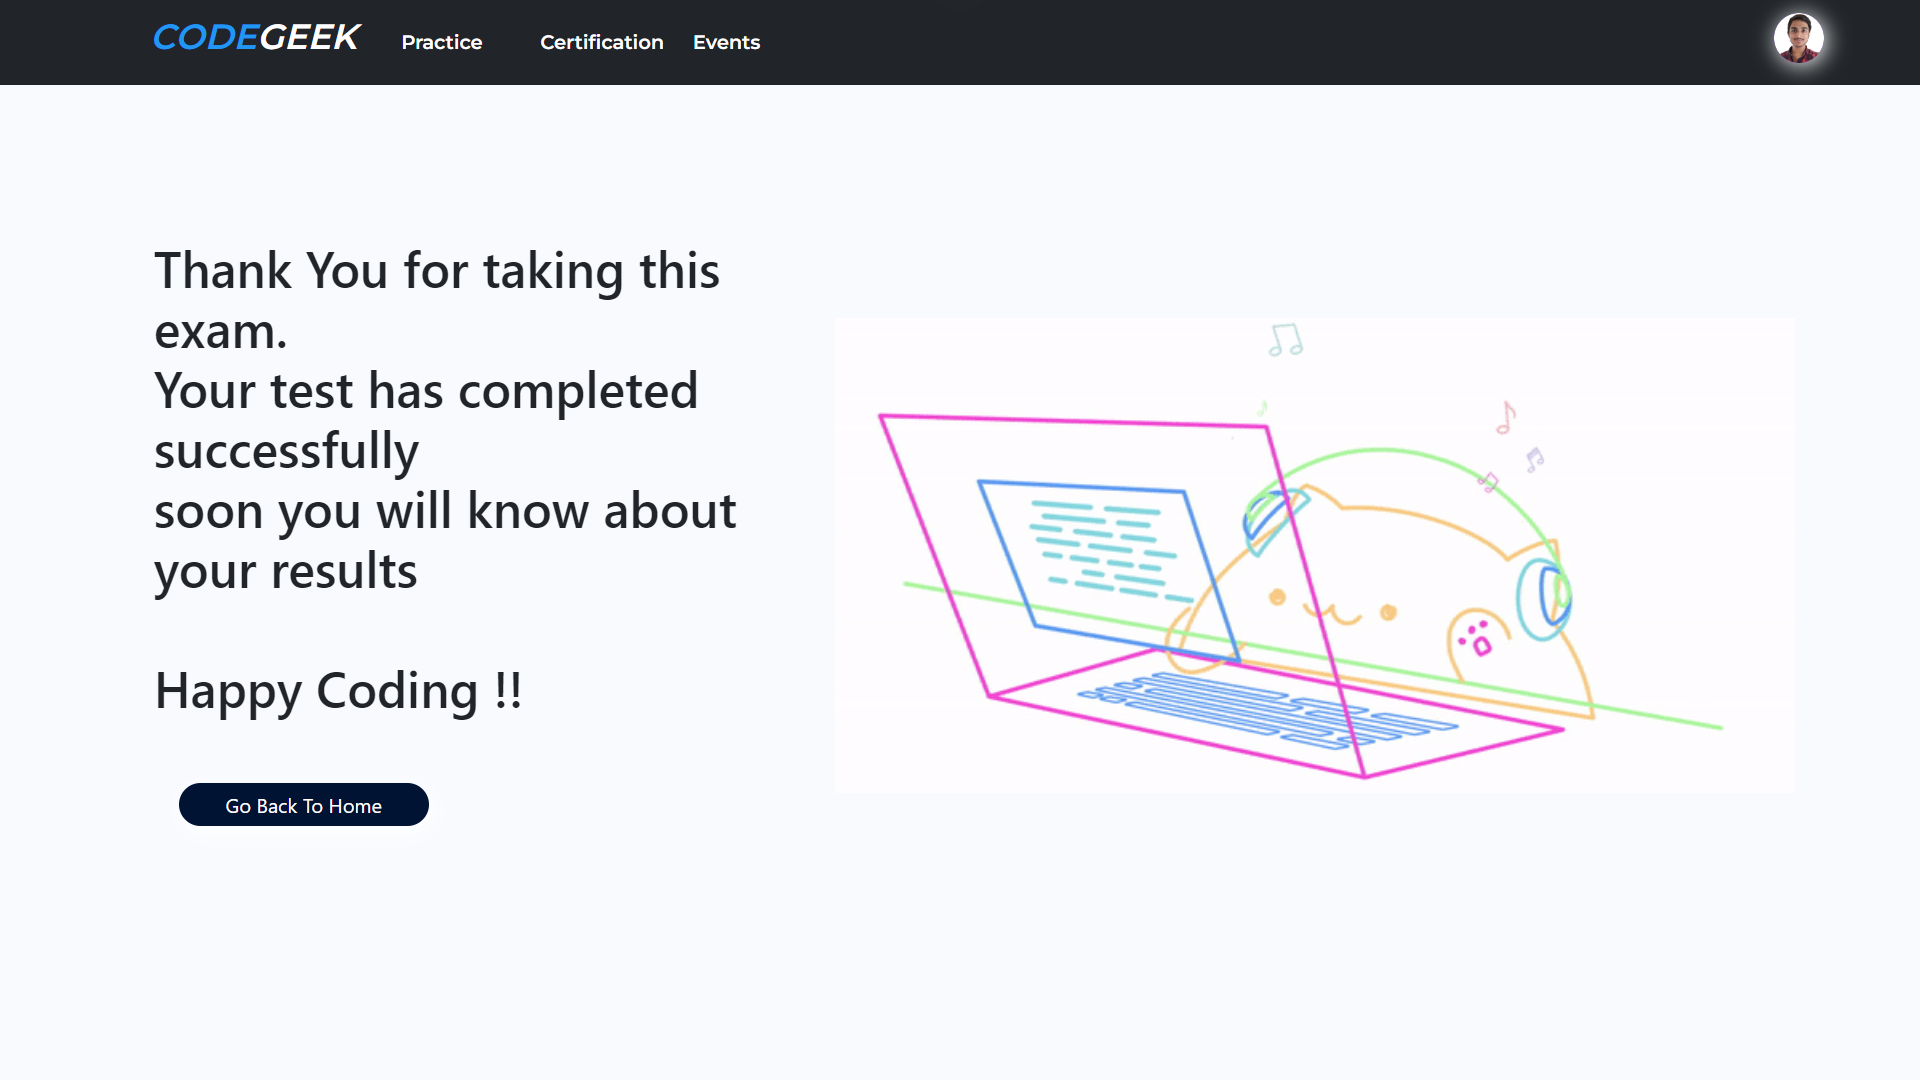 CODEGEEK Practice Certification Events
Thank You for taking this
exam.
Your test has completed
successfully
soon you will know about
your results
Happy Coding !!
Go Back To Home